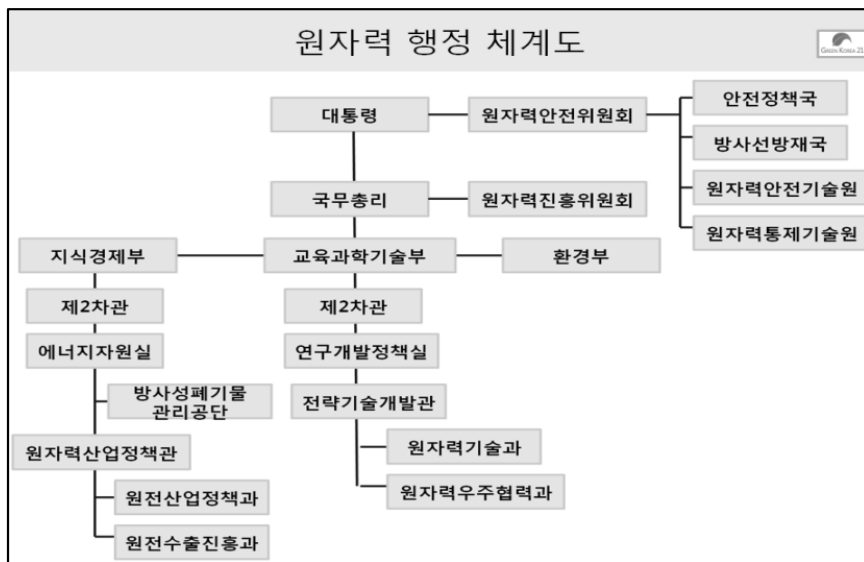 원자력 행정 체계도
GREEN KOREA 21
대통령
원자력안전위원회
안전정책국
방사선방재국
원자력안전기술원
원자력통제기술원
국무총리
원자력진흥위원회
지식경제부
교육과학기술부
환경부
제2차관
제2차관
에너지자원실
연구개발정책실
방사성폐기물
관리공단
전략기술개발관
원자력산업정책관
원자력기술과
원자력우주협력과
원전산업정책과
원전수출진흥과